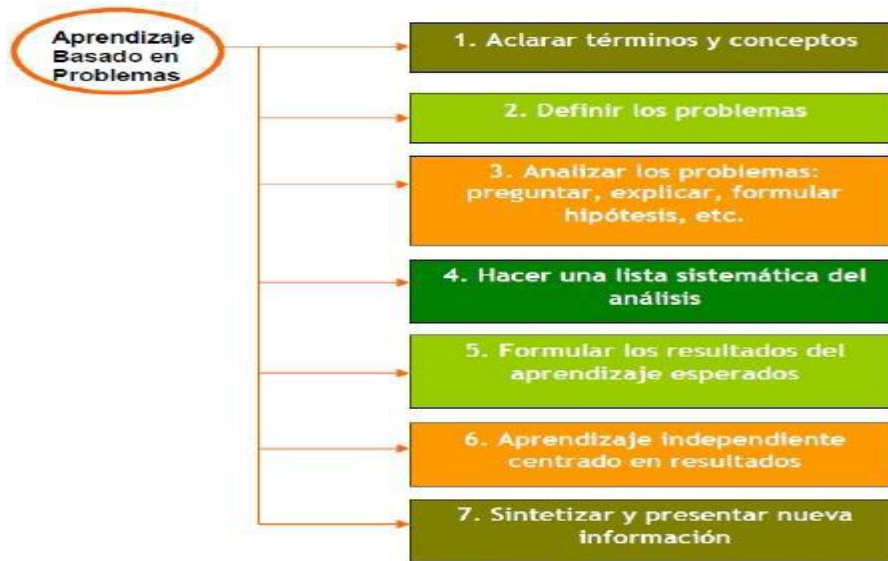 Aprendizaje
Basado en
Problemas
1. Aclarar términos y conceptos
2. Definir los problemas
3. Analizar los problemas:
preguntar, explicar, formular
hipótesis, etc.
4. Hacer una lista sistemática del
análisis
5. Formular los resultados del
aprendizaje esperados
6. Aprendizaje independiente
centrado en resultados
7. Sintetizar y presentar nueva
información